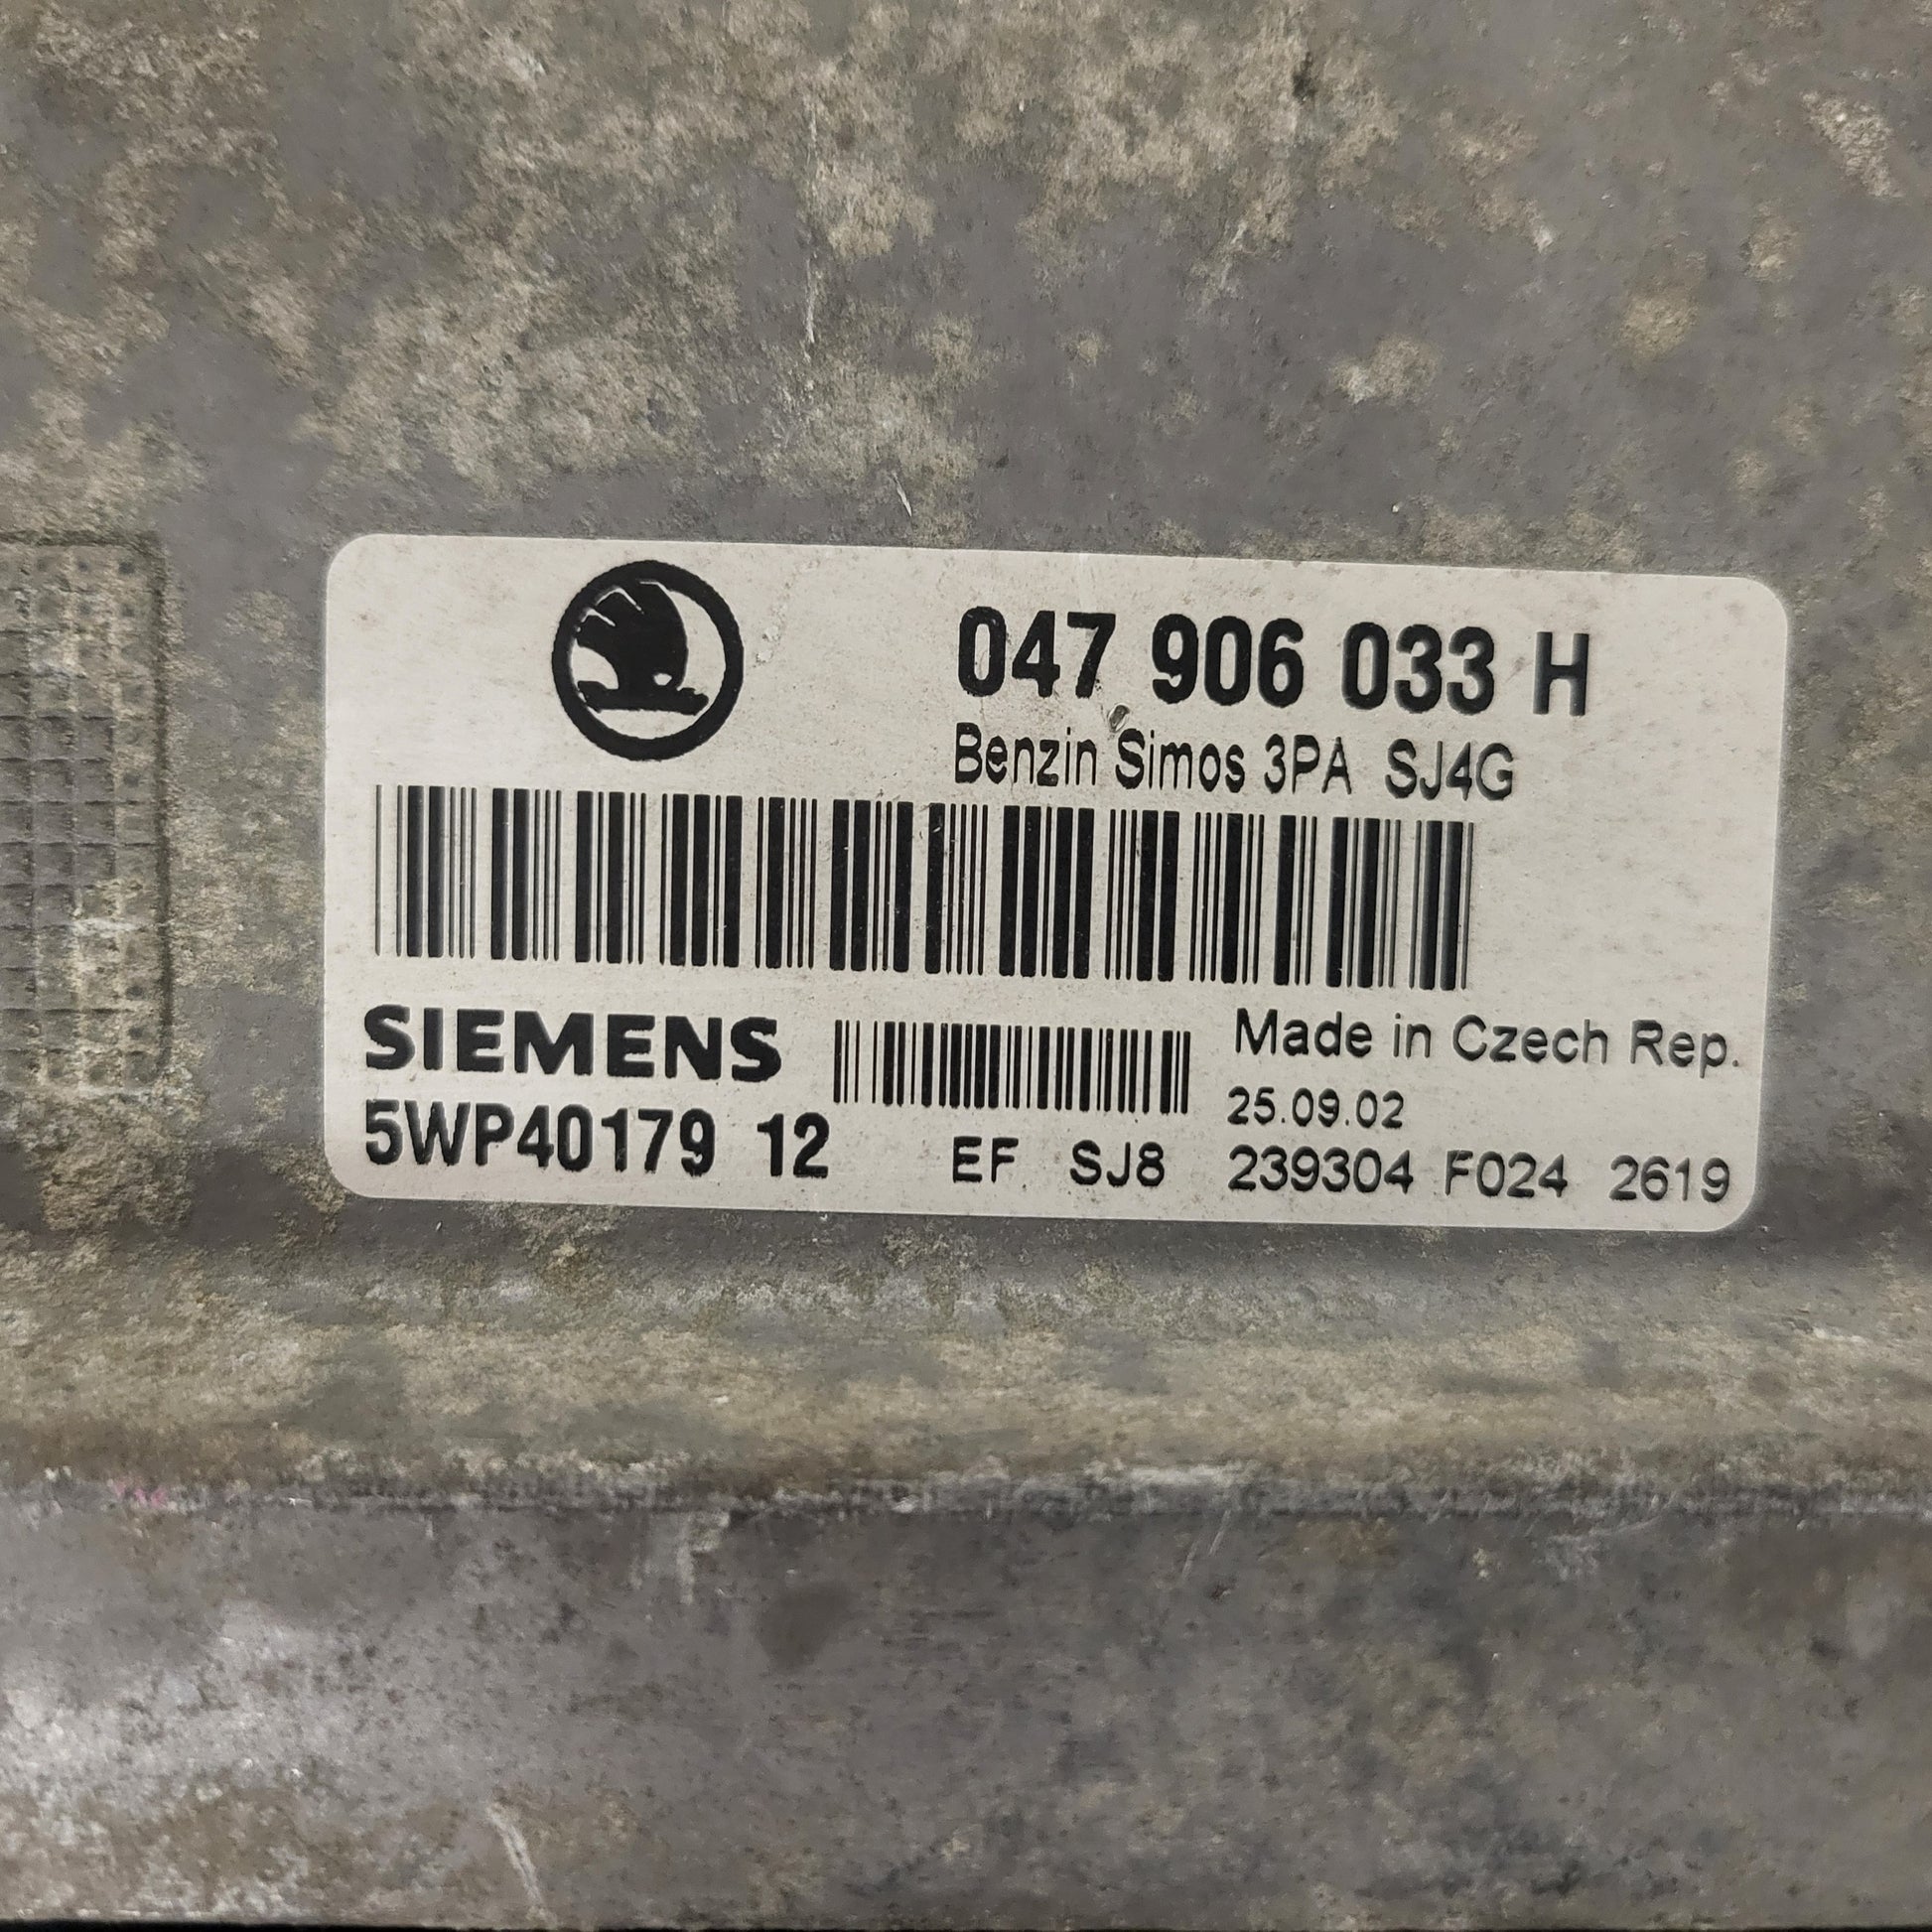 047 906 033 H
Benzin Simos 3PA SJ4G
SIEMENS
Made in Czech Rep.
25.09.02
5WP40179 12
EF SJ8 239304 F024 2619